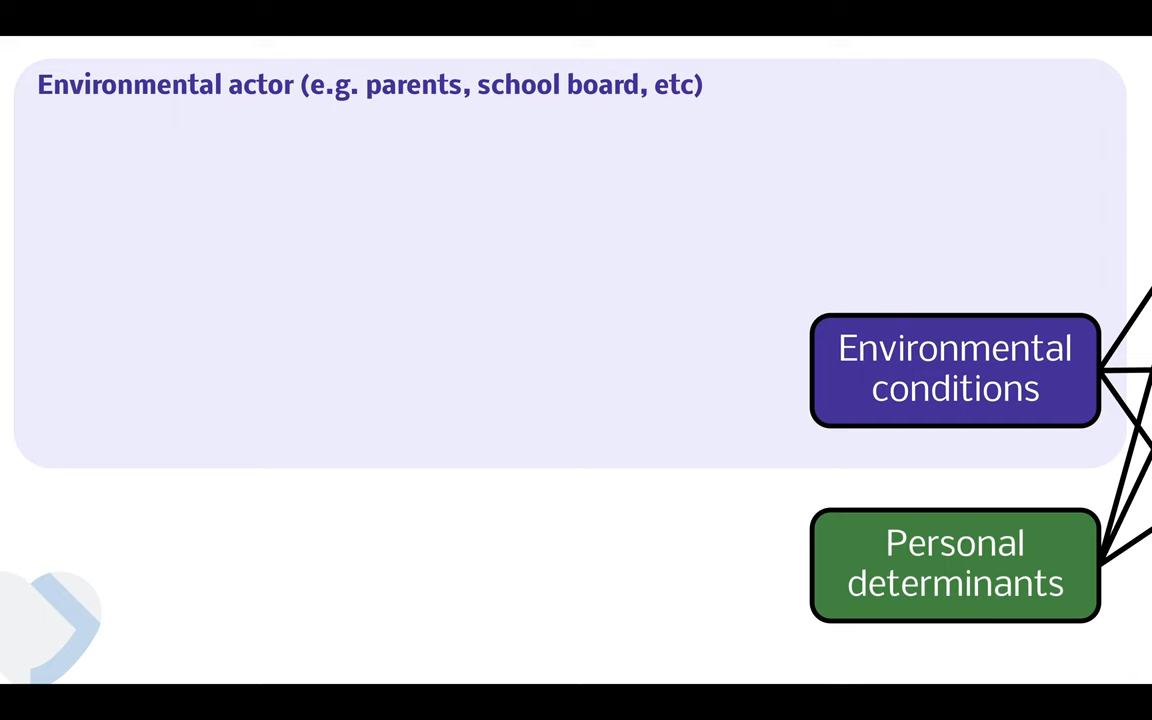 Environmental actor (e.g. parents, school board, etc)
Environmental
conditions
Personal
determinants